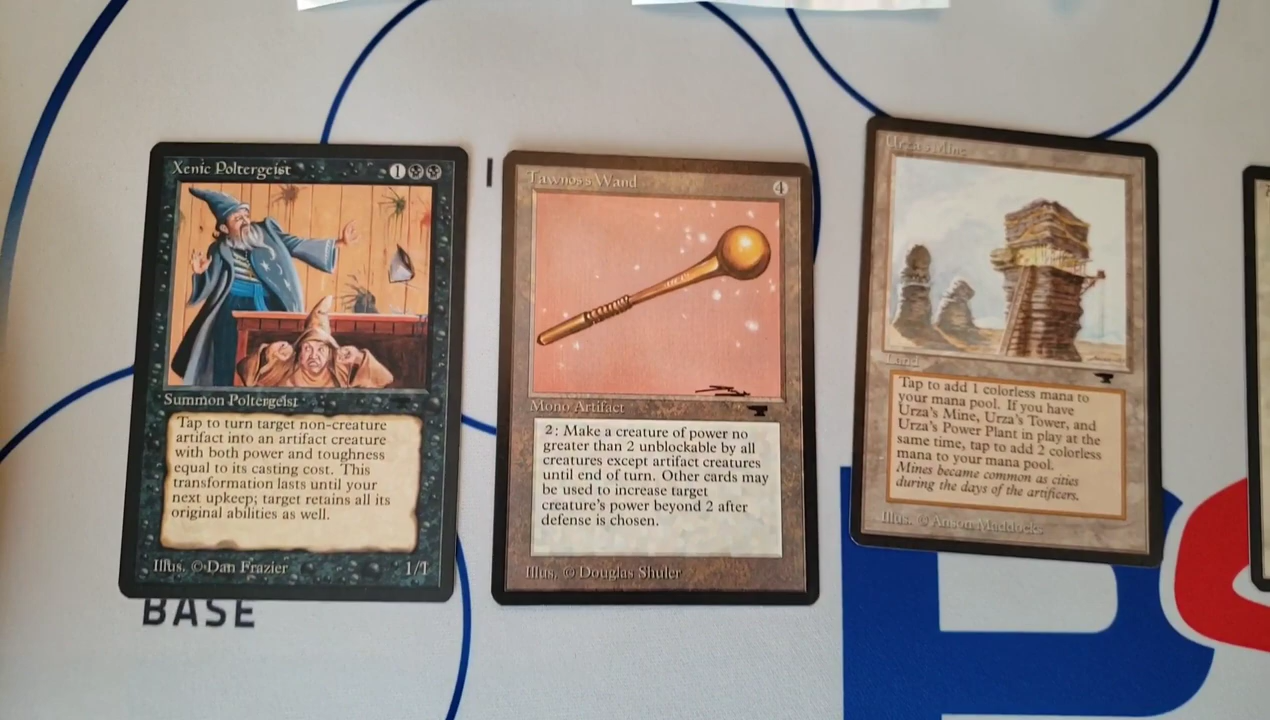 Xenic Poltergeist 1
Summon Poltergeist
Tap to turn target non-creature
artifact into an artifact creature
with both power and toughness
equal to its casting cost. This
transformation lasts until your
next upkeep; target retains all its
original abilities as well.
Illus. © Dan Frazier 1/1
Tawnos's Wand 4
Mono Artifact
2: Make a creature of power no
greater than 2 unblockable by all
creatures except artifact creatures
until end of turn. Other cards may
be used to increase target
creature's power beyond 2 after
defense is chosen.
Illus. © Douglas Shuler
Urza's Mine
Land
Tap to add 1 colorless mana to
your mana pool. If you have
Urza's Mine, Urza's Tower, and
Urza's Power Plant in play at the
same time, tap to add 2 colorless
mana to your mana pool.
Mines became common as cities
during the days of the artificers.
Illus. © Anson Maddocks
BASE